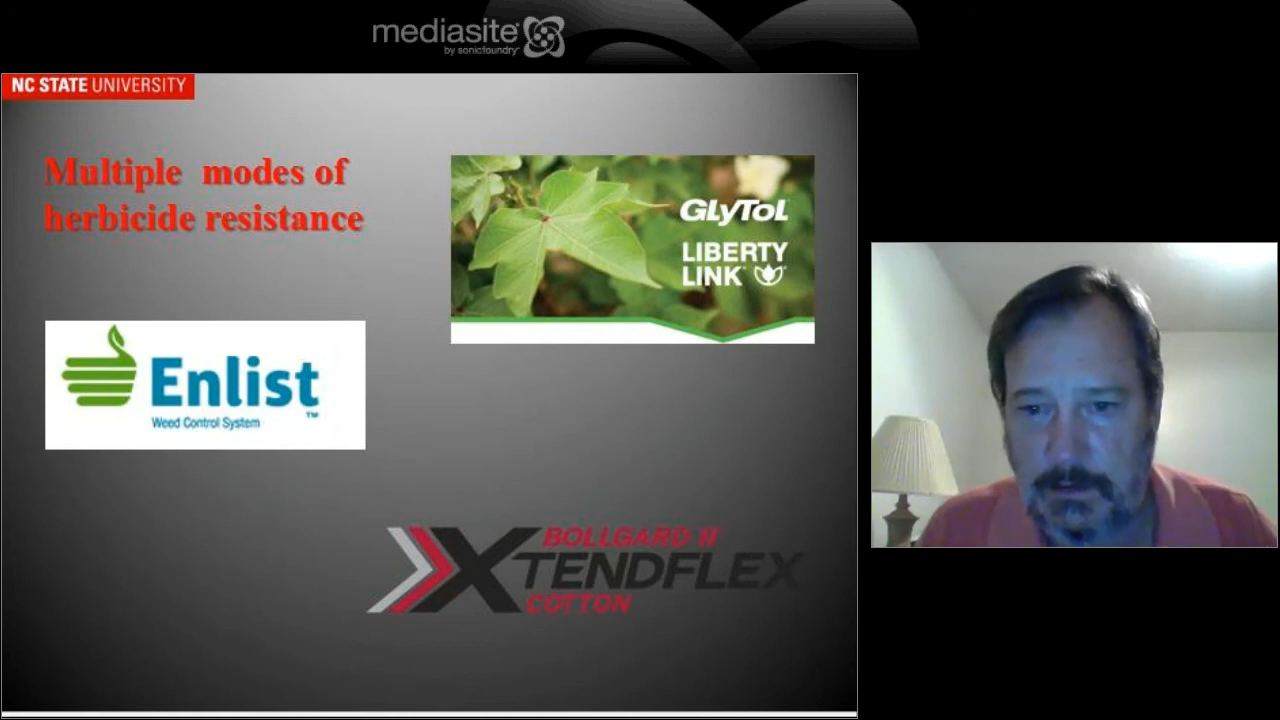 mediasite
by sonicfoundry
NC STATE UNIVERSITY
Multiple modes of
herbicide resistance
GLYTOL
LIBERTY
LINK
Enlist
TM
Weed Control System
BOLLGARD II
XTENDFLEX
COTTON